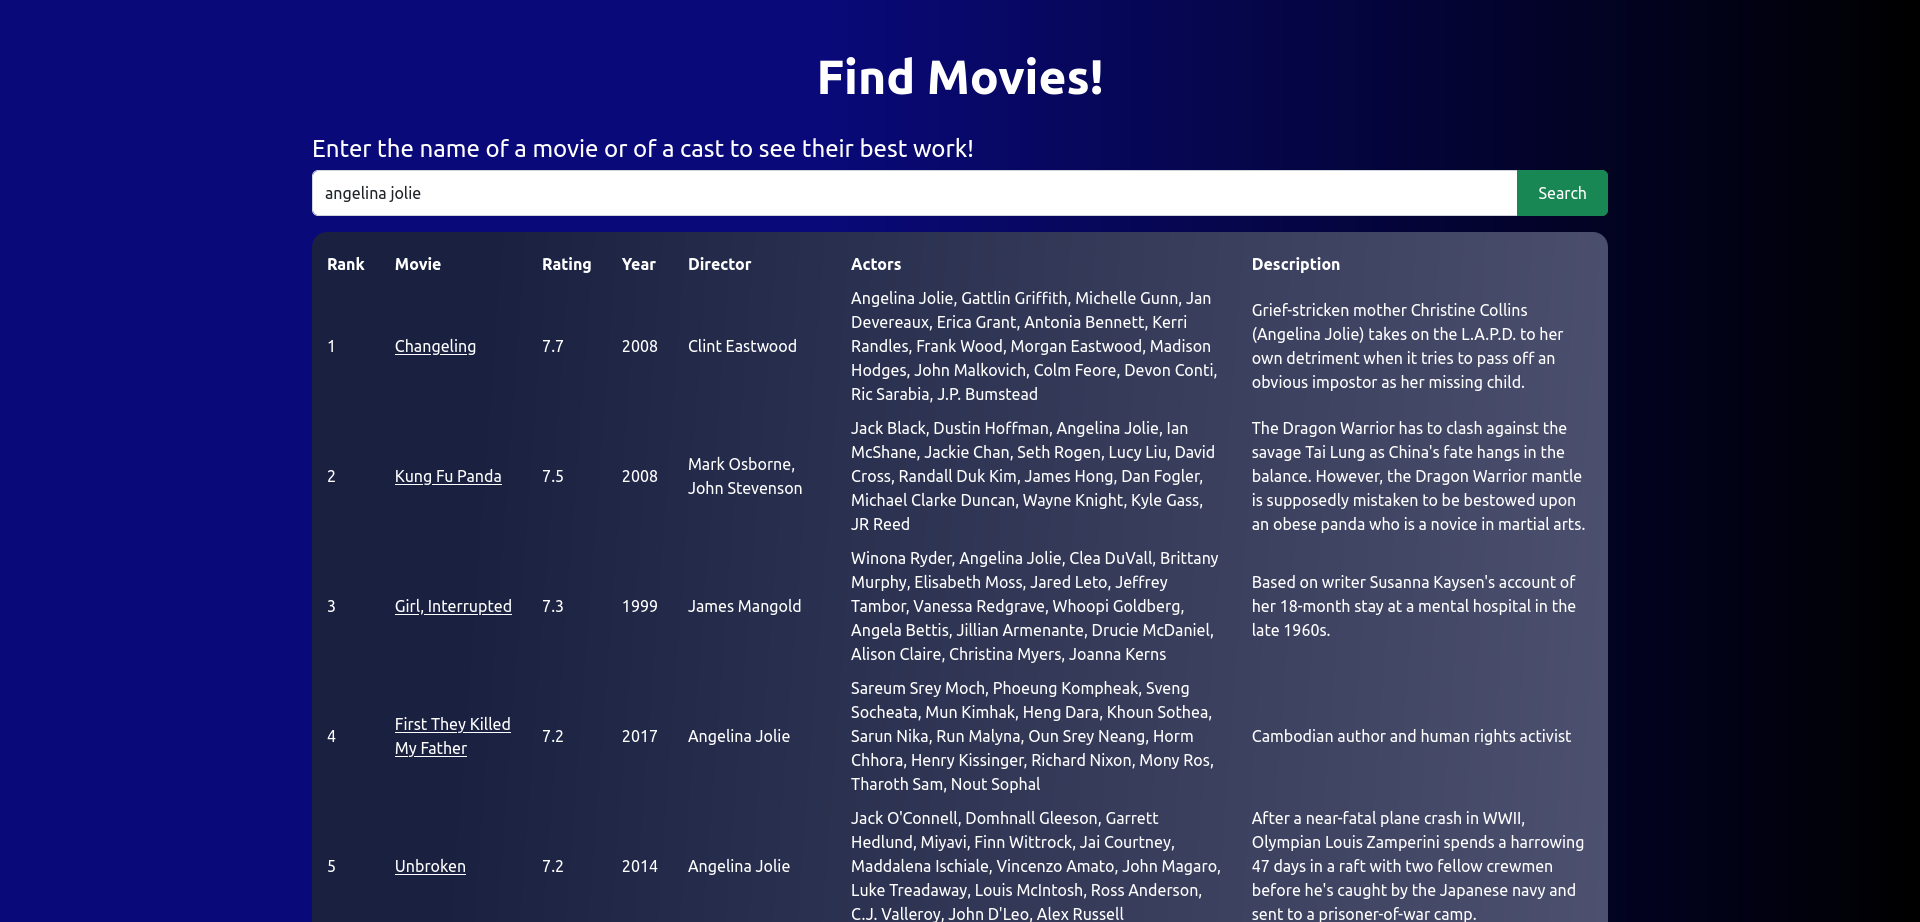 Find Movies!
Enter the name of a movie or of a cast to see their best work!
angelina jolie
Search
Rank Movie Rating Year Director Actors Description
1
Changeling
7.7
2008
Clint Eastwood
Angelina Jolie, Gattlin Griffith, Michelle Gunn, Jan
Devereaux, Erica Grant, Antonia Bennett, Kerri
Randles, Frank Wood, Morgan Eastwood, Madison
Hodges, John Malkovich, Colm Feore, Devon Conti,
Ric Sarabia, J.P. Bumstead
Grief-stricken mother Christine Collins
(Angelina Jolie) takes on the L.A.P.D. to her
own detriment when it tries to pass off an
obvious impostor as her missing child.
2
Kung Fu Panda
7.5
2008
Mark Osborne,
John Stevenson
Jack Black, Dustin Hoffman, Angelina Jolie, Ian
McShane, Jackie Chan, Seth Rogen, Lucy Liu, David
Cross, Randall Duk Kim, James Hong, Dan Fogler,
Michael Clarke Duncan, Wayne Knight, Kyle Gass,
JR Reed
The Dragon Warrior has to clash against the
savage Tai Lung as China's fate hangs in the
balance. However, the Dragon Warrior mantle
is supposedly mistaken to be bestowed upon
an obese panda who is a novice in martial arts.
3
Girl, Interrupted
7.3
1999
James Mangold
Winona Ryder, Angelina Jolie, Clea DuVall, Brittany
Murphy, Elisabeth Moss, Jared Leto, Jeffrey
Tambor, Vanessa Redgrave, Whoopi Goldberg,
Angela Bettis, Jillian Armenante, Drucie McDaniel,
Alison Claire, Christina Myers, Joanna Kerns
Based on writer Susanna Kaysen's account of
her 18-month stay at a mental hospital in the
late 1960s.
4
First They Killed
My Father
7.2
2017
Angelina Jolie
Sareum Srey Moch, Phoeung Kompheak, Sveng
Socheata, Mun Kimhak, Heng Dara, Khoun Sothea,
Sarun Nika, Run Malyna, Oun Srey Neang, Horm
Chhora, Henry Kissinger, Richard Nixon, Mony Ros,
Tharoth Sam, Nout Sophal
Cambodian author and human rights activist
5
Unbroken
7.2
2014
Angelina Jolie
Jack O'Connell, Domhnall Gleeson, Garrett
Hedlund, Miyavi, Finn Wittrock, Jai Courtney,
Maddalena Ischiale, Vincenzo Amato, John Magaro,
Luke Treadaway, Louis McIntosh, Ross Anderson,
C.J. Valleroy, John D'Leo, Alex Russell
After a near-fatal plane crash in WWII,
Olympian Louis Zamperini spends a harrowing
47 days in a raft with two fellow crewmen
before he's caught by the Japanese navy and
sent to a prisoner-of-war camp.